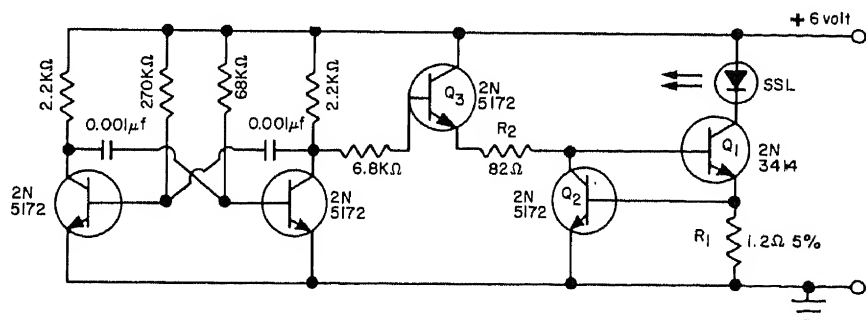 + 6 volt
2.2KΩ
270KΩ
68KΩ
2.2KΩ
0.001μf
0.001μf
2N
5172
2N
5172
6.8KΩ
Q3
2N
5172
R2
82Ω
SSL
Q1
2N
3414
2N
5172
Q2
R1
1.2Ω 5%